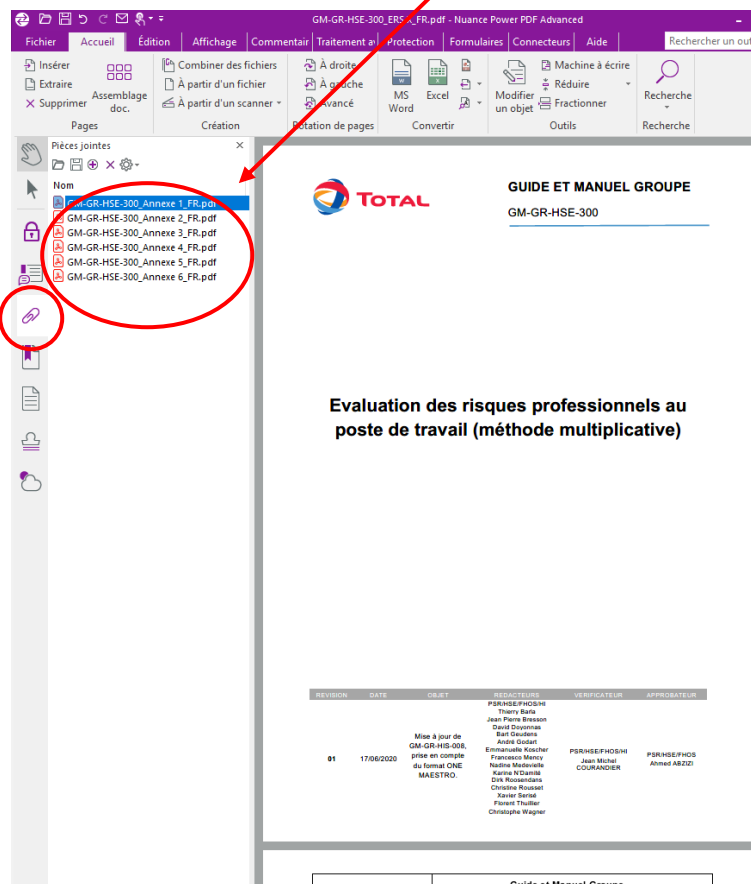 GM-GR-HSE-300_ERS X_FR.pdf - Nuance Power PDF Advanced
Fichier Accueil Édition Affichage Commentair Traitement av Protection Formulaires Connecteurs Aide Rechercher un out
Insérer
Extraire
Supprimer
Assemblage
doc.
Pages
Combiner des fichiers
À partir d'un fichier
À partir d'un scanner
Création
À droite
À gauche
Avancé
Rotation de pages
MS
Word
Excel
Convertir
Modifier
un objet
Machine à écrire
Réduire
Fractionner
Outils
Recherche
Recherche
Pièces jointes
Nom
GM-GR-HSE-300_Annexe 1_FR.pdf
GM-GR-HSE-300_Annexe 2_FR.pdf
GM-GR-HSE-300_Annexe 3_FR.pdf
GM-GR-HSE-300_Annexe 4_FR.pdf
GM-GR-HSE-300_Annexe 5_FR.pdf
GM-GR-HSE-300_Annexe 6_FR.pdf
TOTAL
GUIDE ET MANUEL GROUPE
GM-GR-HSE-300
Evaluation des risques professionnels au
poste de travail (méthode multiplicative)
REVISION DATE OBJET REDACTEURS VERIFICATEUR APPROBATEUR
01
17/06/2020
Mise à jour de
GM-GR-HIS-008,
prise en compte
du format ONE
MAESTRO.
PSR/HSE/FHOS/HI
Thierry Barla
Jean Pierre Bresson
David Doyonnas
Bart Geudens
André Godart
Emmanuelle Koscher
Francesco Mency
Nadine Medevielle
Karine N'Damité
Dirk Roosendans
Christine Rousset
Xavier Serisé
Florent Thuillier
Christophe Wagner
PSR/HSE/FHOS/HI
Jean Michel
COURANDIER
PSR/HSE/FHOS
Ahmed ABZIZI
Guide et Manuel Groupe